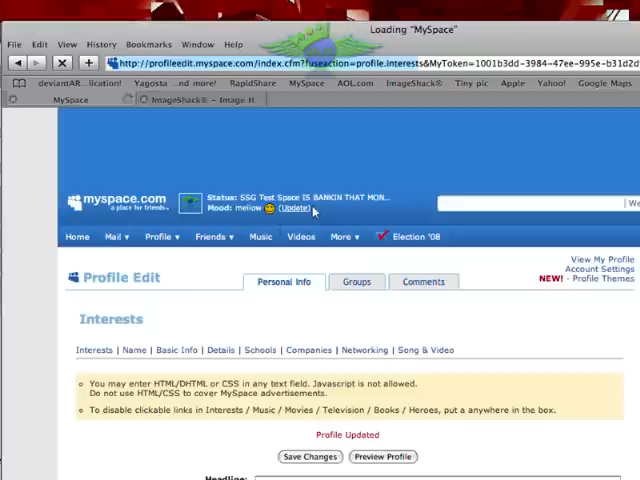 Loading "MySpace"
File Edit View History Bookmarks Window Help
http://profileedit.myspace.com/index.cfm?fuseaction=profile.interests&MyToken=1001b3dd-3984-47ee-995e-b31d2d
deviantAR...lication! Yagosta ...ng more RapidShare MySpace AOL.com ImageShack® Tiny pic Apple Yahoo! Google Maps
MySpace ImageShack® - Image H
myspace.com
a place for friends.
Status: SSG Test Space IS BANKIN THAT MON...
Mood: mellow (Update)
We
Home Mail Profile Friends Music Videos More Election '08
View My Profile
Account Settings
NEW! - Profile Themes
Profile Edit Personal Info Groups Comments
Interests
Interests | Name | Basic Info | Details | Schools | Companies | Networking | Song & Video
You may enter HTML/DHTML or CSS in any text field. Javascript is not allowed.
Do not use HTML/CSS to cover MySpace advertisements.
To disable clickable links in Interests / Music / Movies / Television / Books / Heroes, put a anywhere in the box.
Profile Updated
Save Changes Preview Profile
Headline: